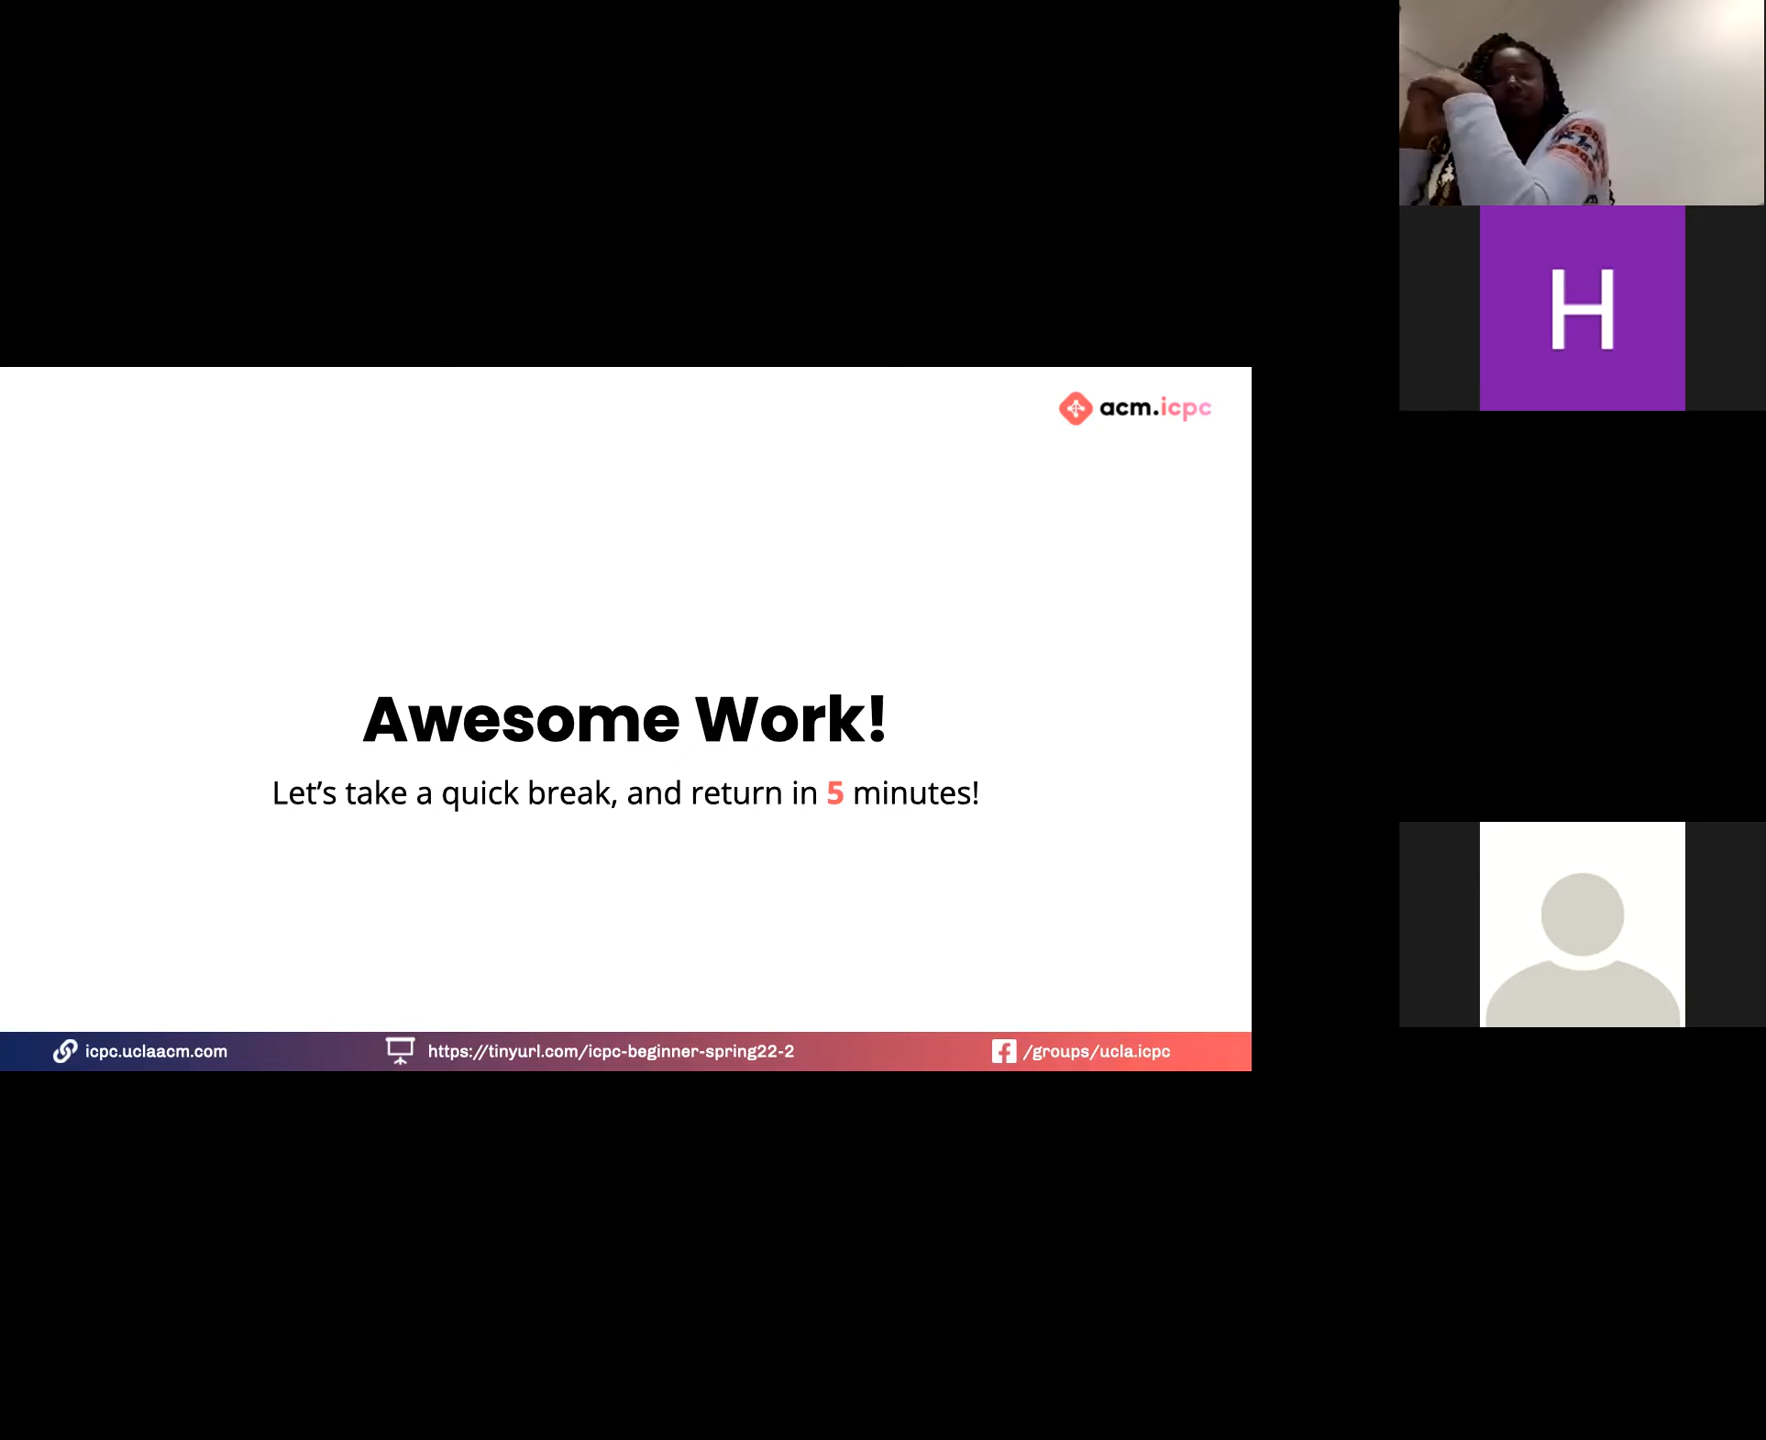 H
acm.icpc
Awesome Work!
Let's take a quick break, and return in 5 minutes!
icpc.uclaacm.com
https://tinyurl.com/icpc-beginner-spring22-2
/groups/ucla.icpc